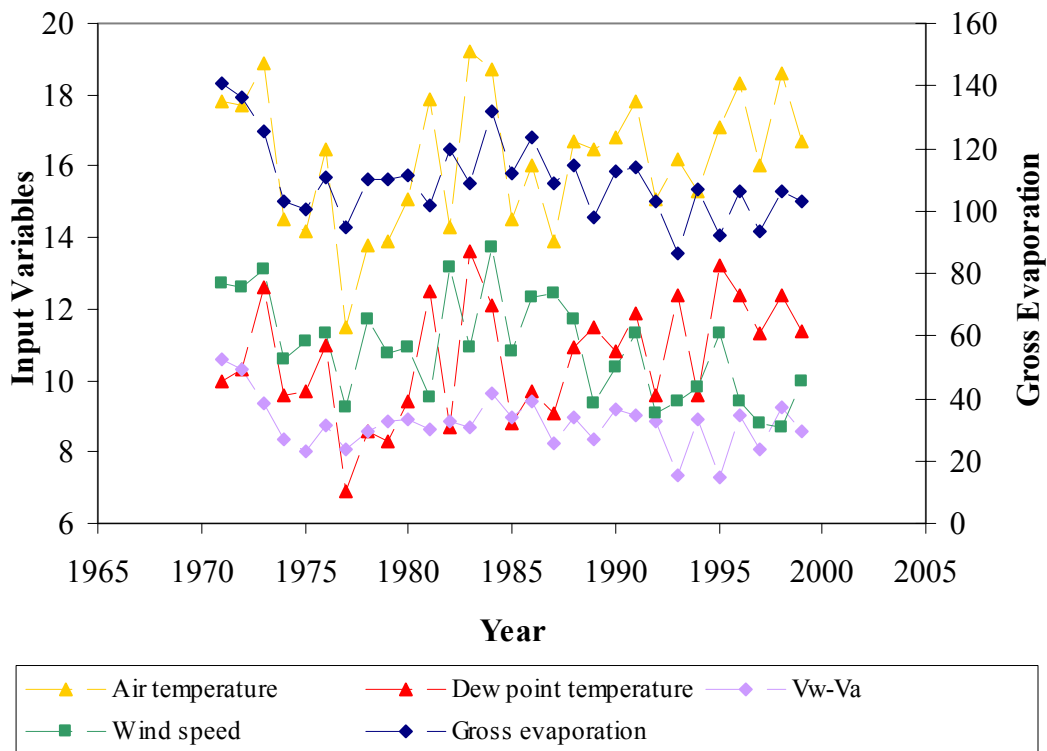 20
18
16
14
12
10
8
6
Input Variables
160
140
120
100
80
60
40
20
0
Gross Evaporation
1965 1970 1975 1980 1985 1990 1995 2000 2005
Year
Air temperature Dew point temperature Vw-Va
Wind speed Gross evaporation